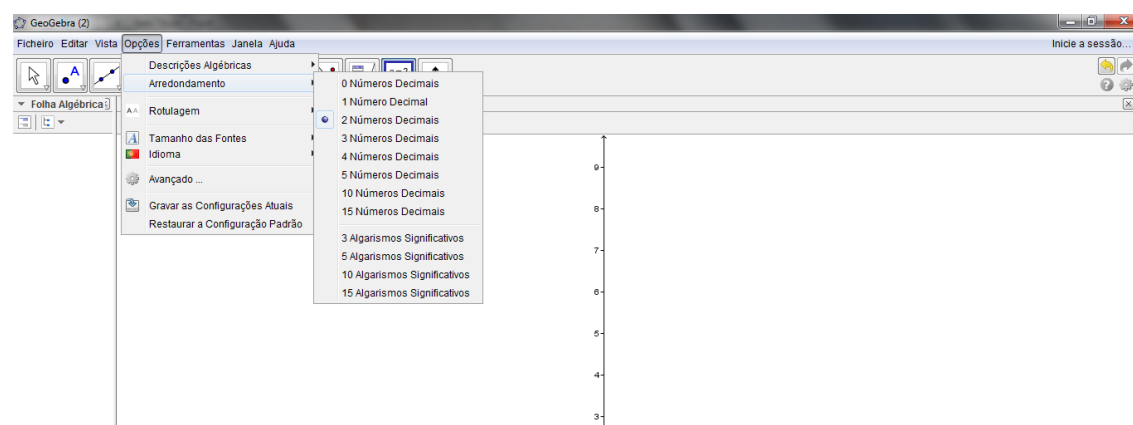 GeoGebra (2)
Ficheiro Editar Vista Opções Ferramentas Janela Ajuda
Inicie a sessão...
A
Folha Algébrica
Descrições Algébricas
Arredondamento
Rotulagem
Tamanho das Fontes
Idioma
Avançado ...
Gravar as Configurações Atuais
Restaurar a Configuração Padrão
0 Números Decimais
1 Número Decimal
2 Números Decimais
3 Números Decimais
4 Números Decimais
5 Números Decimais
10 Números Decimais
15 Números Decimais
3 Algarismos Significativos
5 Algarismos Significativos
10 Algarismos Significativos
15 Algarismos Significativos
9
8
7
6
5
4
3